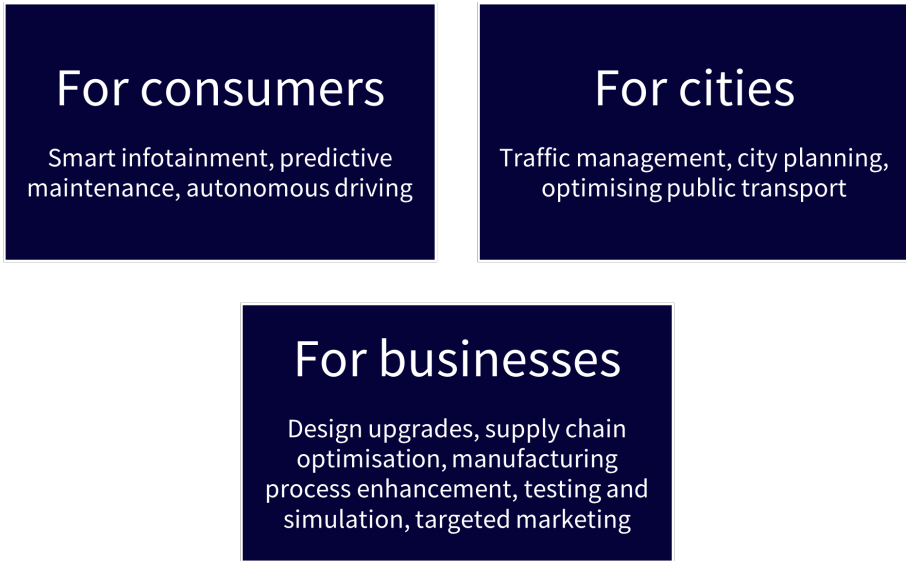 For consumers
Smart infotainment, predictive
maintenance, autonomous driving
For cities
Traffic management, city planning,
optimising public transport
For businesses
Design upgrades, supply chain
optimisation, manufacturing
process enhancement, testing and
simulation, targeted marketing